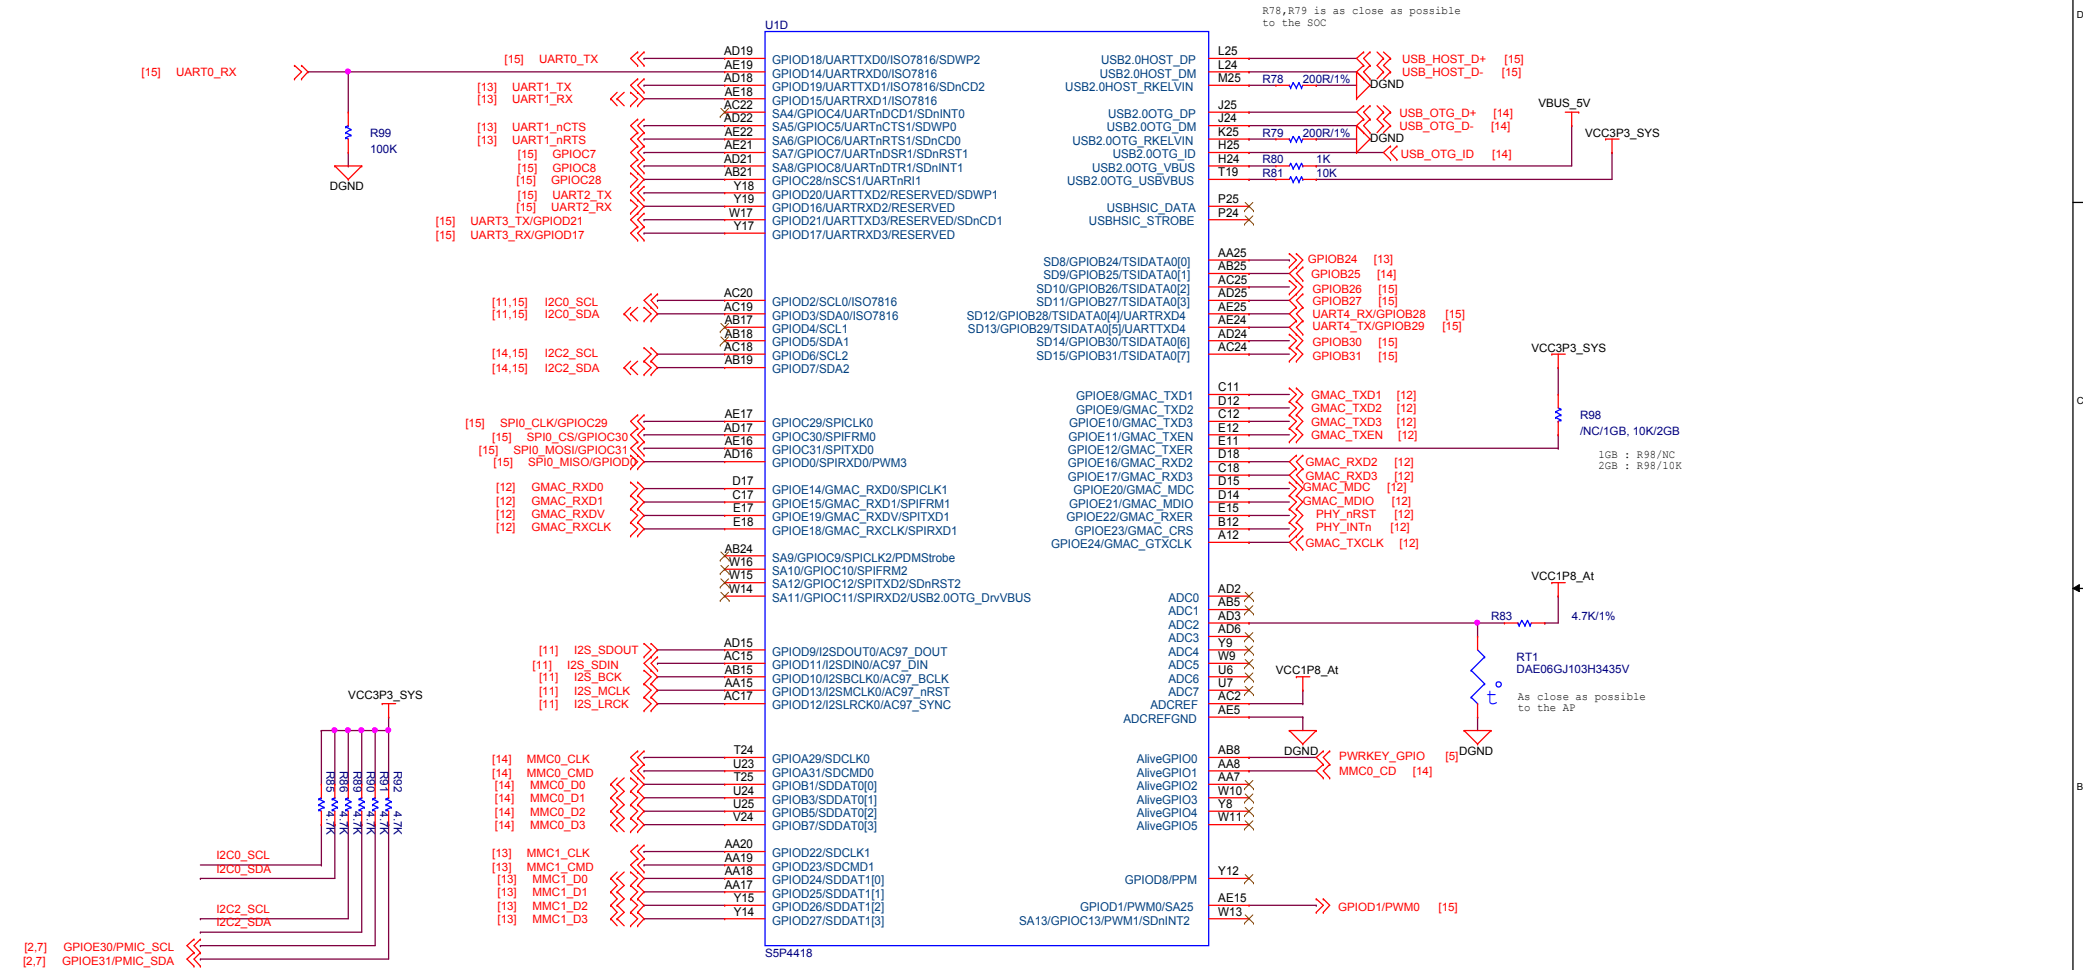 R78,R79 is as close as possible
to the SOC
D
U1D
[15] UART0_RX
R99
100K
DGND
[15] UART0_TX AD19 GPIOD18/UARTTXD0/ISO7816/SDWP2
AE19 GPIOD14/UARTRXD0/ISO7816
[13] UART1_TX AD18 GPIOD19/UARTTXD1/ISO7816/SDnCD2
[13] UART1_RX AE18 GPIOD15/UARTRXD1/ISO7816
AC22 SA4/GPIOC4/UARTnDCD1/SDnINT0
[13] UART1_nCTS AD22 SA5/GPIOC5/UARTnCTS1/SDWP0
[13] UART1_nRTS AE22 SA6/GPIOC6/UARTnRTS1/SDnCD0
[15] GPIOC7 AE21 SA7/GPIOC7/UARTnDSR1/SDnRST1
[15] GPIOC8 AD21 SA8/GPIOC8/UARTnDTR1/SDnINT1
[15] GPIOC28 AB21 GPIOC28/nSCS1/UARTnRI1
[15] UART2_TX Y18 GPIOD20/UARTTXD2/RESERVED/SDWP1
[15] UART2_RX Y19 GPIOD16/UARTRXD2/RESERVED
[15] UART3_TX/GPIOD21 W17 GPIOD21/UARTTXD3/RESERVED/SDnCD1
[15] UART3_RX/GPIOD17 Y17 GPIOD17/UARTRXD3/RESERVED
[11,15] I2C0_SCL AC20 GPIOD2/SCL0/ISO7816
[11,15] I2C0_SDA AC19 GPIOD3/SDA0/ISO7816
AB17 GPIOD4/SCL1
AB18 GPIOD5/SDA1
[14,15] I2C2_SCL AC18 GPIOD6/SCL2
[14,15] I2C2_SDA AB19 GPIOD7/SDA2
[15] SPI0_CLK/GPIOC29 AE17 GPIOC29/SPICLK0
[15] SPI0_CS/GPIOC30 AD17 GPIOC30/SPIFRM0
[15] SPI0_MOSI/GPIOC31 AE16 GPIOC31/SPITXD0
[15] SPI0_MISO/GPIOD0 AD16 GPIOD0/SPIRXD0/PWM3
[12] GMAC_RXD0 D17 GPIOE14/GMAC_RXD0/SPICLK1
[12] GMAC_RXD1 C17 GPIOE15/GMAC_RXD1/SPIFRM1
[12] GMAC_RXDV E17 GPIOE19/GMAC_RXDV/SPITXD1
[12] GMAC_RXCLK E18 GPIOE18/GMAC_RXCLK/SPIRXD1
AB24 SA9/GPIOC9/SPICLK2/PDMStrobe
W16 SA10/GPIOC10/SPIFRM2
W15 SA12/GPIOC12/SPITXD2/SDnRST2
W14 SA11/GPIOC11/SPIRXD2/USB2.0OTG_DrvVBUS
[11] I2S_SDOUT AD15 GPIOD9/I2SDOUT0/AC97_DOUT
[11] I2S_SDIN AC15 GPIOD11/I2SDIN0/AC97_DIN
[11] I2S_BCK AB15 GPIOD10/I2SBCLK0/AC97_BCLK
[11] I2S_MCLK AA15 GPIOD13/I2SMCLK0/AC97_nRST
[11] I2S_LRCK AC17 GPIOD12/I2SLRCK0/AC97_SYNC
[14] MMC0_CLK T24 GPIOA29/SDCLK0
[14] MMC0_CMD U23 GPIOA31/SDCMD0
[14] MMC0_D0 T25 GPIOB1/SDDAT0[0]
[14] MMC0_D1 U24 GPIOB3/SDDAT0[1]
[14] MMC0_D2 U25 GPIOB5/SDDAT0[2]
[14] MMC0_D3 V24 GPIOB7/SDDAT0[3]
[13] MMC1_CLK AA20 GPIOD22/SDCLK1
[13] MMC1_CMD AA19 GPIOD23/SDCMD1
[13] MMC1_D0 AA18 GPIOD24/SDDAT1[0]
[13] MMC1_D1 AA17 GPIOD25/SDDAT1[1]
[13] MMC1_D2 Y15 GPIOD26/SDDAT1[2]
[13] MMC1_D3 Y14 GPIOD27/SDDAT1[3]
S5P4418
VCC3P3_SYS
R85 4.7K
R86 4.7K
R89 4.7K
R90 4.7K
R91 4.7K
R92 4.7K
I2C0_SCL
I2C0_SDA
I2C2_SCL
I2C2_SDA
[2,7] GPIOE30/PMIC_SCL
[2,7] GPIOE31/PMIC_SDA
USB2.0HOST_DP L25 USB_HOST_D+ [15]
USB2.0HOST_DM L24 USB_HOST_D- [15]
USB2.0HOST_RKELVIN M25 R78 200R/1% DGND
USB2.0OTG_DP J25 USB_OTG_D+ [14]
USB2.0OTG_DM J24 USB_OTG_D- [14]
USB2.0OTG_RKELVIN K25 R79 200R/1% DGND
USB2.0OTG_ID H25 USB_OTG_ID [14]
USB2.0OTG_VBUS H24 R80 1K VBUS_5V
USB2.0OTG_USBVBUS T19 R81 10K VCC3P3_SYS
USBHSIC_DATA P25
USBHSIC_STROBE P24
SD8/GPIOB24/TSIDATA0[0] AA25 GPIOB24 [13]
SD9/GPIOB25/TSIDATA0[1] AB25 GPIOB25 [14]
SD10/GPIOB26/TSIDATA0[2] AC25 GPIOB26 [15]
SD11/GPIOB27/TSIDATA0[3] AD25 GPIOB27 [15]
SD12/GPIOB28/TSIDATA0[4]/UARTRXD4 AE25 UART4_RX/GPIOB28 [15]
SD13/GPIOB29/TSIDATA0[5]/UARTTXD4 AE24 UART4_TX/GPIOB29 [15]
SD14/GPIOB30/TSIDATA0[6] AD24 GPIOB30 [15]
SD15/GPIOB31/TSIDATA0[7] AC24 GPIOB31 [15]
GPIOE8/GMAC_TXD1 C11 GMAC_TXD1 [12]
GPIOE9/GMAC_TXD2 D12 GMAC_TXD2 [12]
GPIOE10/GMAC_TXD3 C12 GMAC_TXD3 [12]
GPIOE11/GMAC_TXEN E12 GMAC_TXEN [12]
GPIOE12/GMAC_TXER E11
GPIOE16/GMAC_RXD2 D18 GMAC_RXD2 [12]
GPIOE17/GMAC_RXD3 C18 GMAC_RXD3 [12]
GPIOE20/GMAC_MDC D15 GMAC_MDC [12]
GPIOE21/GMAC_MDIO D14 GMAC_MDIO [12]
GPIOE22/GMAC_RXER E15 PHY_nRST [12]
GPIOE23/GMAC_CRS B12 PHY_INTn [12]
GPIOE24/GMAC_GTXCLK A12 GMAC_TXCLK [12]
VCC3P3_SYS
R98
/NC/1GB, 10K/2GB
1GB : R98/NC
2GB : R98/10K
C
ADC0 AD2
ADC1 AB5
ADC2 AD3
ADC3 AD6
ADC4 Y9
ADC5 W9
ADC6 U6
ADC7 U7
ADCREF AC2 VCC1P8_At
ADCREFGND AE5 DGND
VCC1P8_At
R83 4.7K/1%
RT1
DAE06GJ103H3435V
t°
As close as possible
to the AP
DGND
AliveGPIO0 AB8 PWRKEY_GPIO [5]
AliveGPIO1 AA8 MMC0_CD [14]
AliveGPIO2 AA7
AliveGPIO3 W10
AliveGPIO4 Y8
AliveGPIO5 W11
B
GPIOD8/PPM Y12
GPIOD1/PWM0/SA25 AE15 GPIOD1/PWM0 [15]
SA13/GPIOC13/PWM1/SDnINT2 W13